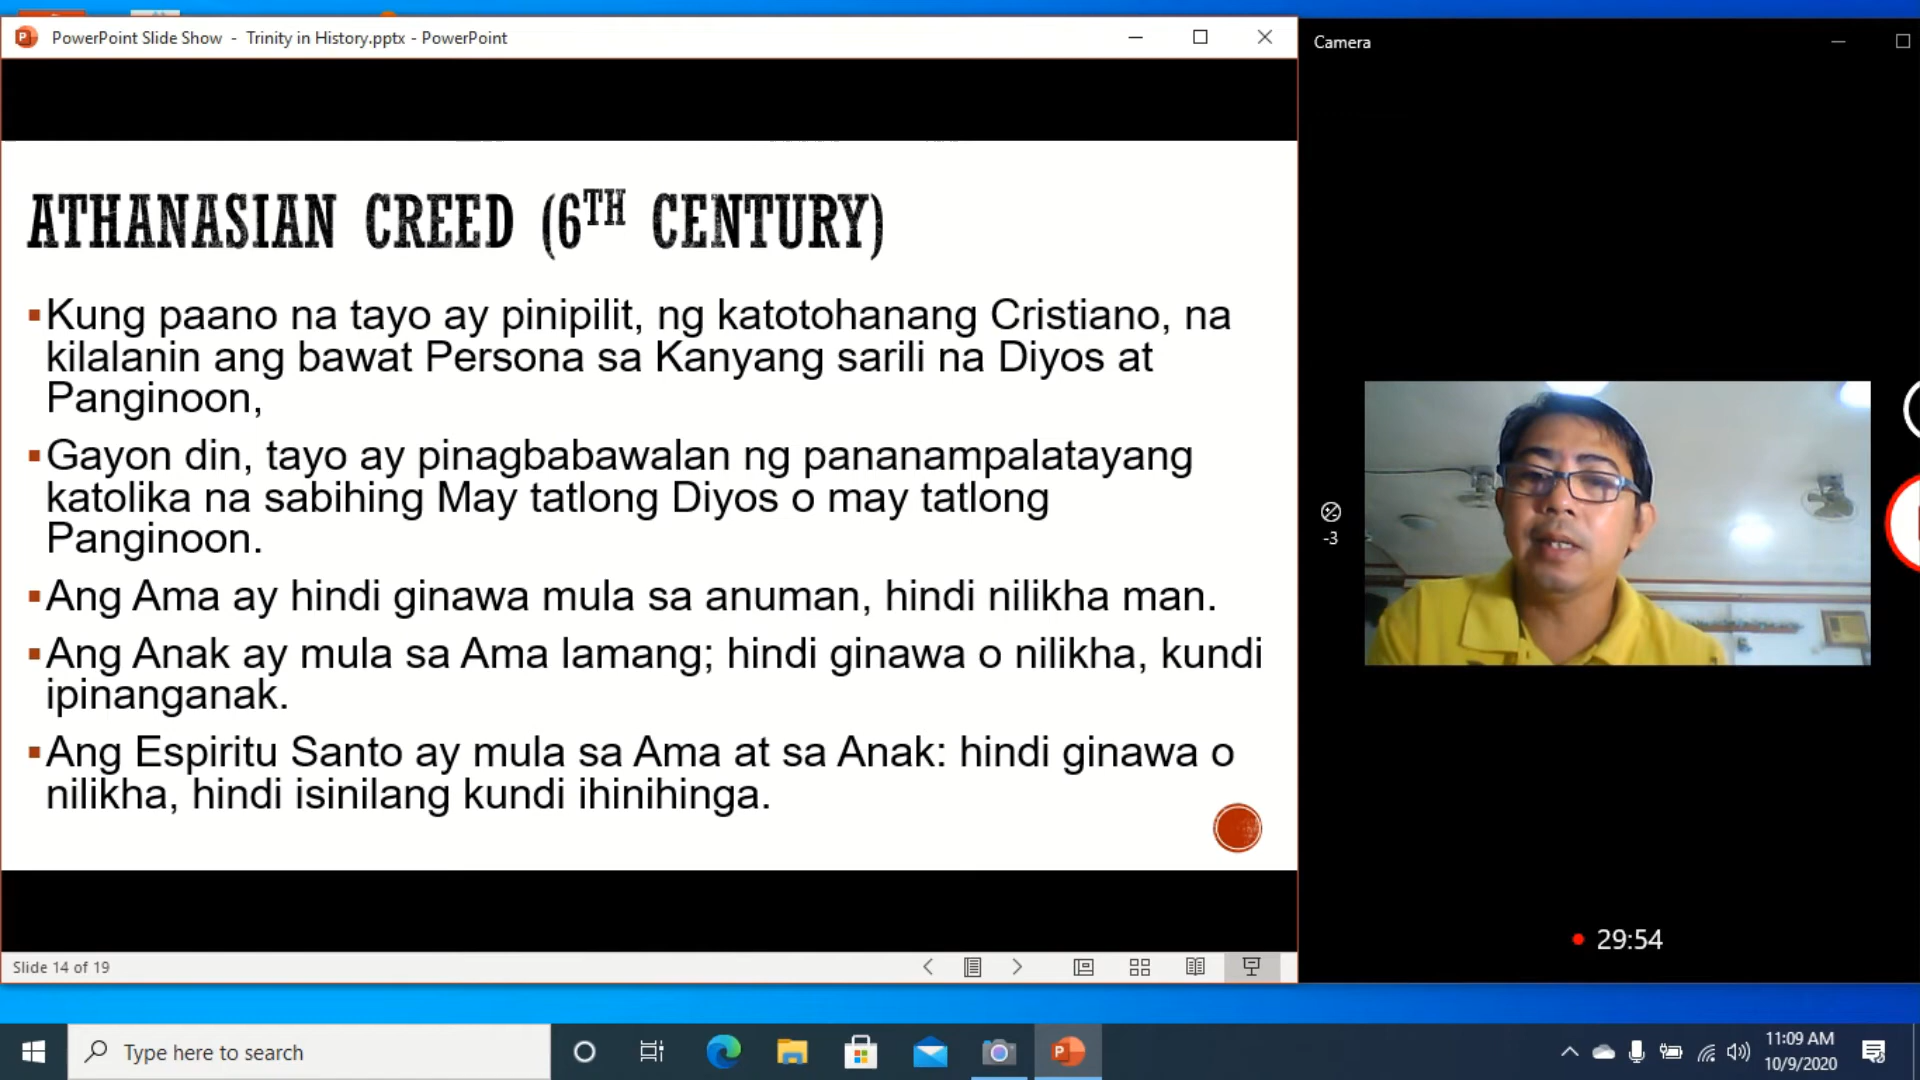 PowerPoint Slide Show - Trinity in History.pptx - PowerPoint
Camera
ATHANASIAN CREED (6TH CENTURY)
Kung paano na tayo ay pinipilit, ng katotohanang Cristiano, na
kilalanin ang bawat Persona sa Kanyang sarili na Diyos at
Panginoon,
Gayon din, tayo ay pinagbabawalan ng pananampalatayang
katolika na sabihing May tatlong Diyos o may tatlong
Panginoon.
Ang Ama ay hindi ginawa mula sa anuman, hindi nilikha man.
Ang Anak ay mula sa Ama lamang; hindi ginawa o nilikha, kundi
ipinanganak.
Ang Espiritu Santo ay mula sa Ama at sa Anak: hindi ginawa o
nilikha, hindi isinilang kundi ihinihinga.
-3
29:54
Slide 14 of 19
Type here to search
11:09 AM
10/9/2020